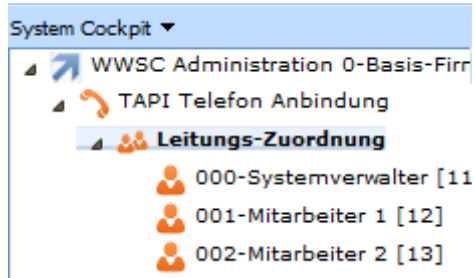 System Cockpit ▼
WWSC Administration 0-Basis-Firm
TAPI Telefon Anbindung
Leitungs-Zuordnung
000-Systemverwalter [11
001-Mitarbeiter 1 [12]
002-Mitarbeiter 2 [13]